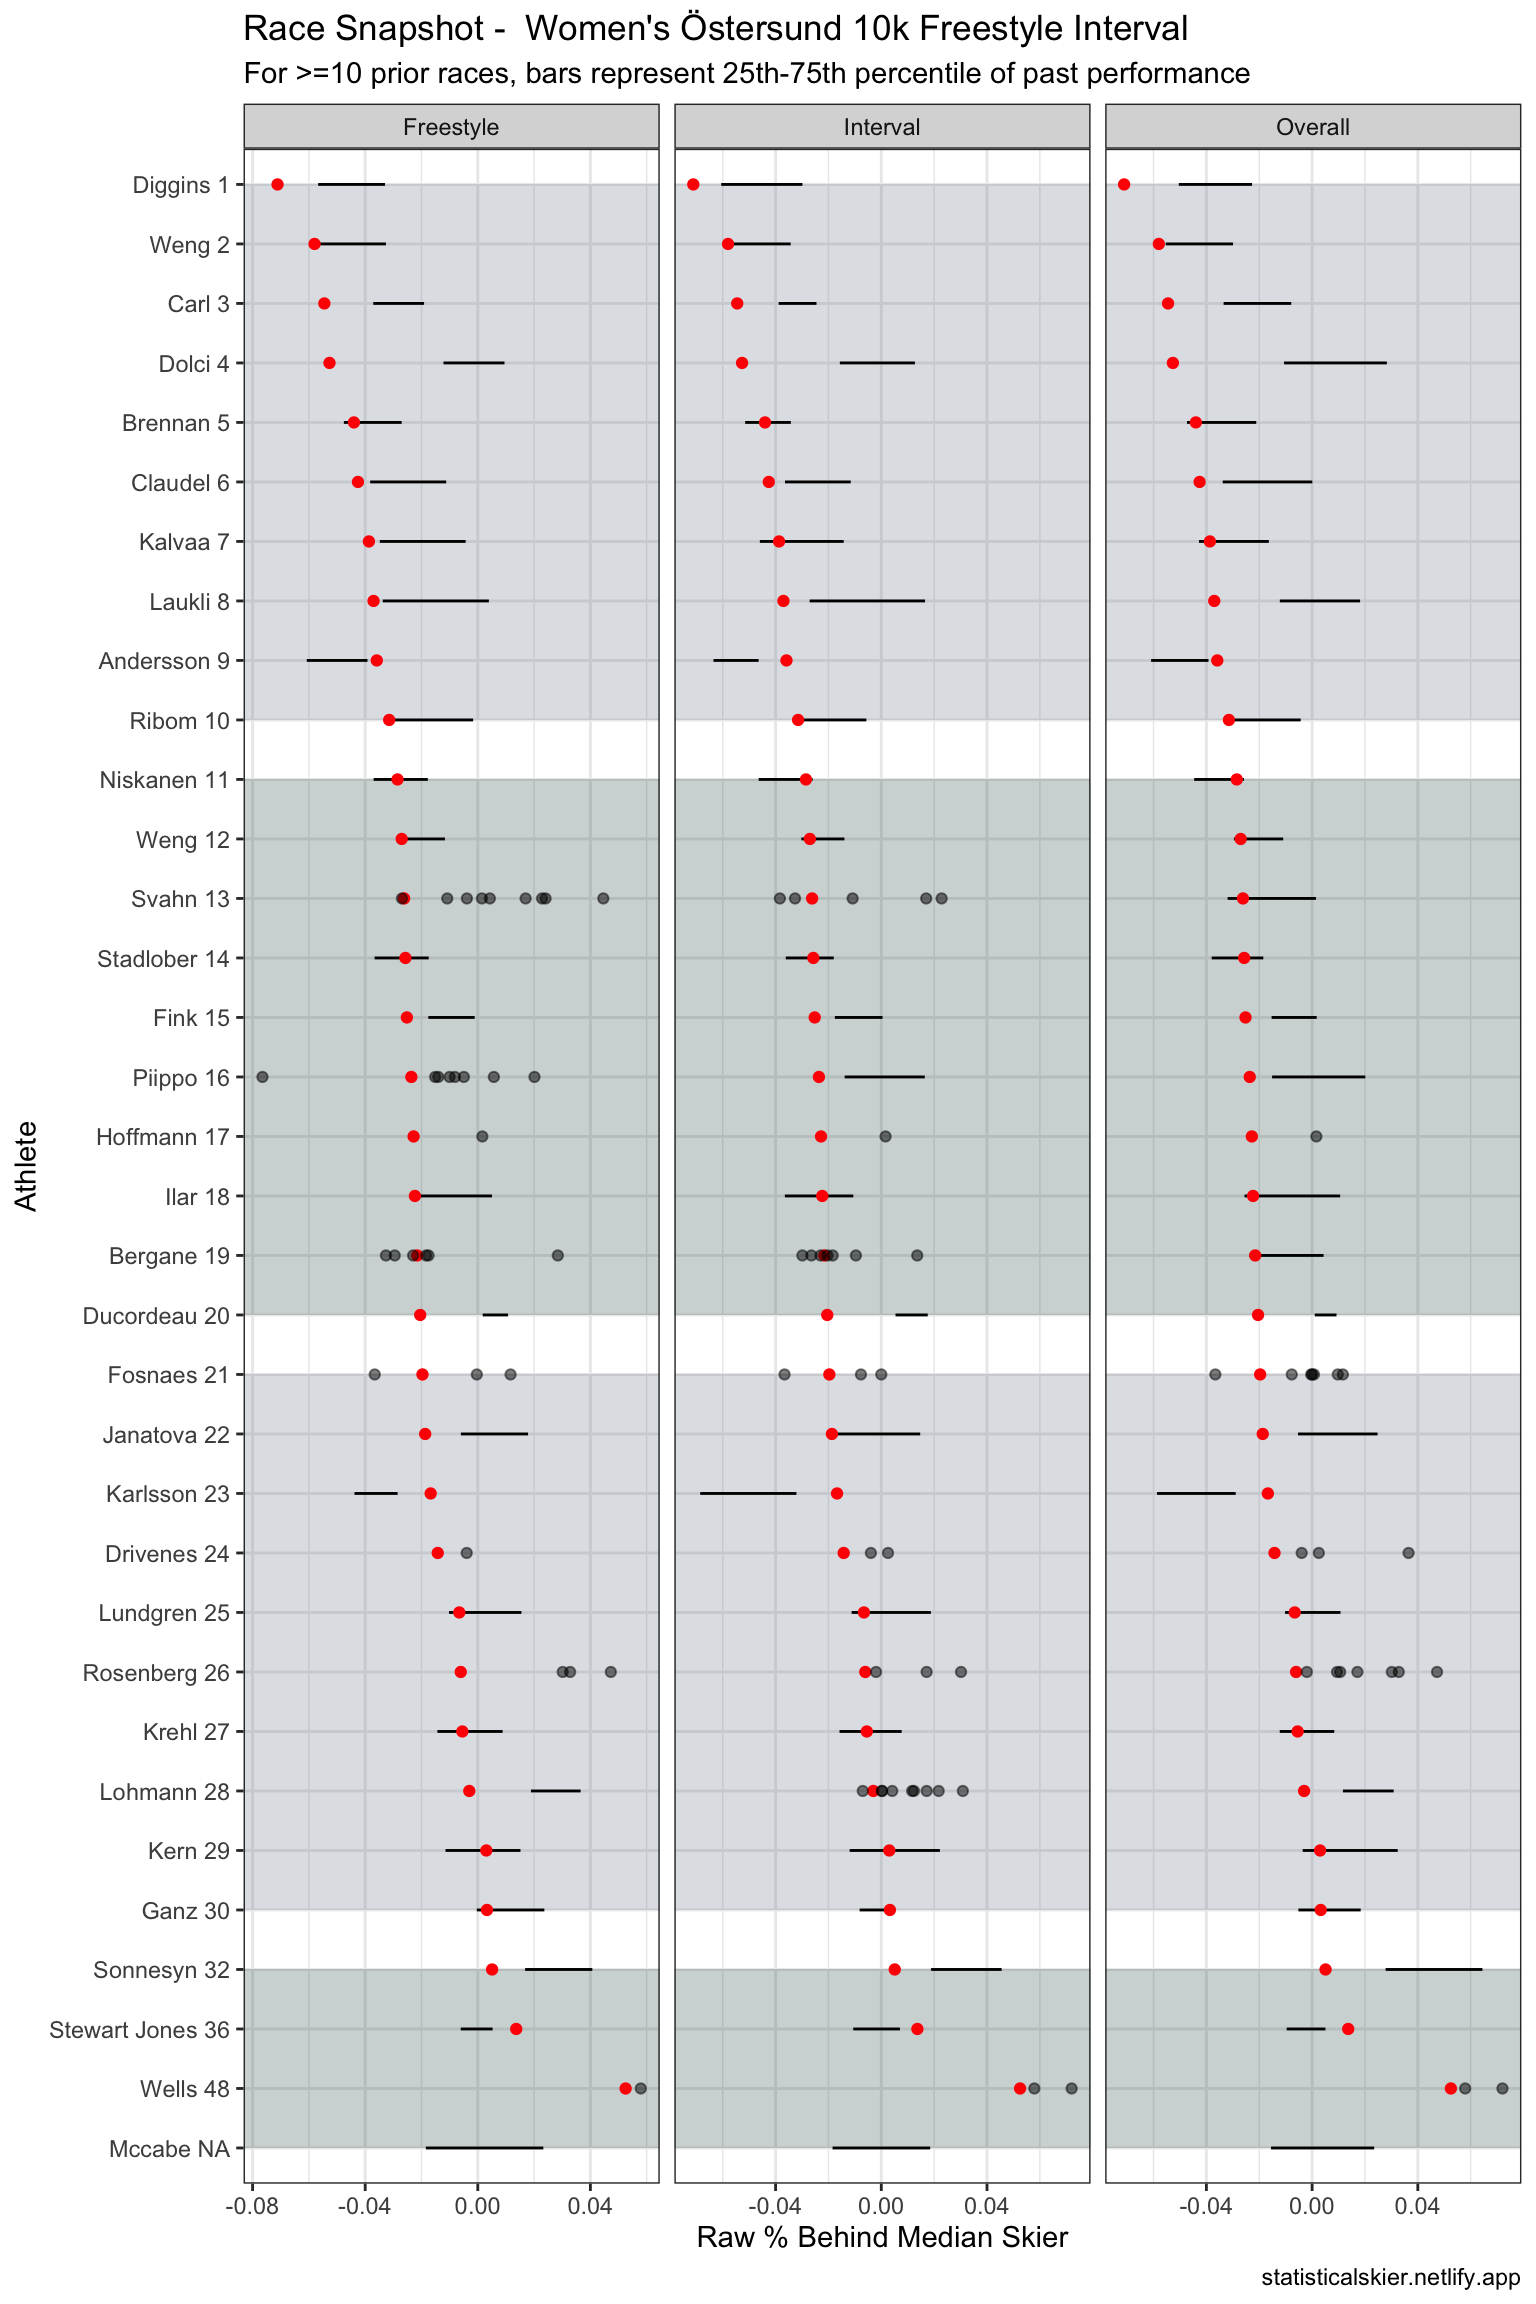 Race Snapshot -  Women's Östersund 10k Freestyle Interval
For >=10 prior races, bars represent 25th-75th percentile of past performance
Freestyle Interval Overall
Diggins 1
Weng 2
Carl 3
Dolci 4
Brennan 5
Claudel 6
Kalvaa 7
Laukli 8
Andersson 9
Ribom 10
Niskanen 11
Weng 12
Svahn 13
Stadlober 14
Fink 15
Piippo 16
Hoffmann 17
Ilar 18
Bergane 19
Ducordeau 20
Fosnaes 21
Janatova 22
Karlsson 23
Drivenes 24
Lundgren 25
Rosenberg 26
Krehl 27
Lohmann 28
Kern 29
Ganz 30
Sonnesyn 32
Stewart Jones 36
Wells 48
Mccabe NA
Athlete
-0.08 -0.04 0.00 0.04 -0.04 0.00 0.04 -0.04 0.00 0.04
Raw % Behind Median Skier
statisticalskier.netlify.app